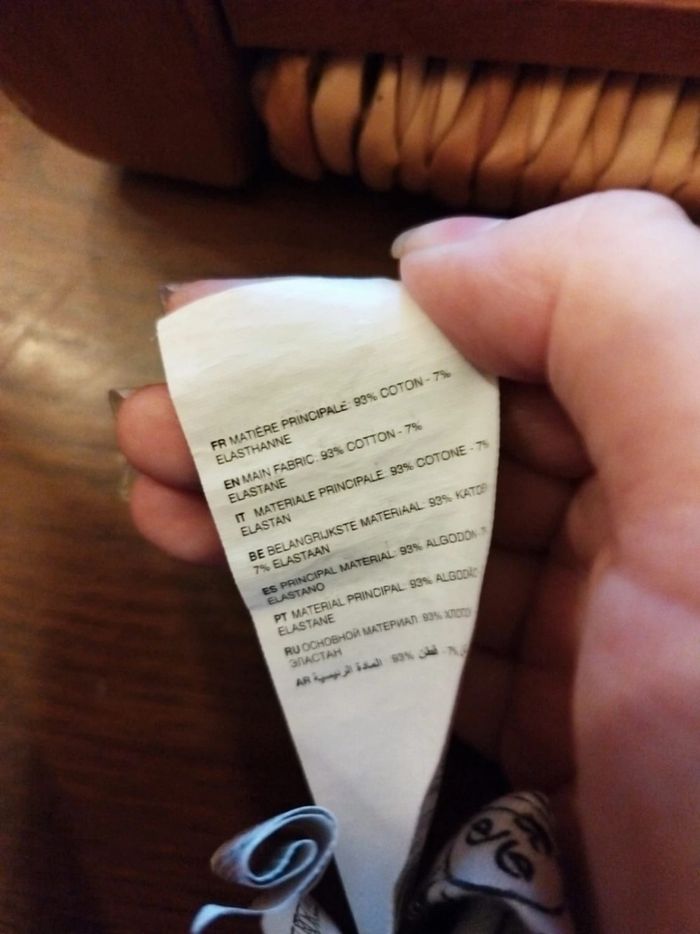 FR MATIÈRE PRINCIPALE: 93% COTON - 7%
ELASTHANNE
EN MAIN FABRIC: 93% COTTON - 7%
ELASTANE
IT MATERIALE PRINCIPALE: 93% COTONE - 7%
ELASTAN
BE BELANGRIJKSTE MATERIAAL: 93%
7% ELASTAAN
ES PRINCIPAL MATERIAL: 93% ALGODON -
ELASTANO
PT MATERIAL PRINCIPAL: 93%
ELASTANE
RU ОСНОВНОЙ МАТЕРИАЛ: 93%
ЭЛАСТАН
AR المادة الرئيسية: 93% قطن - 7%